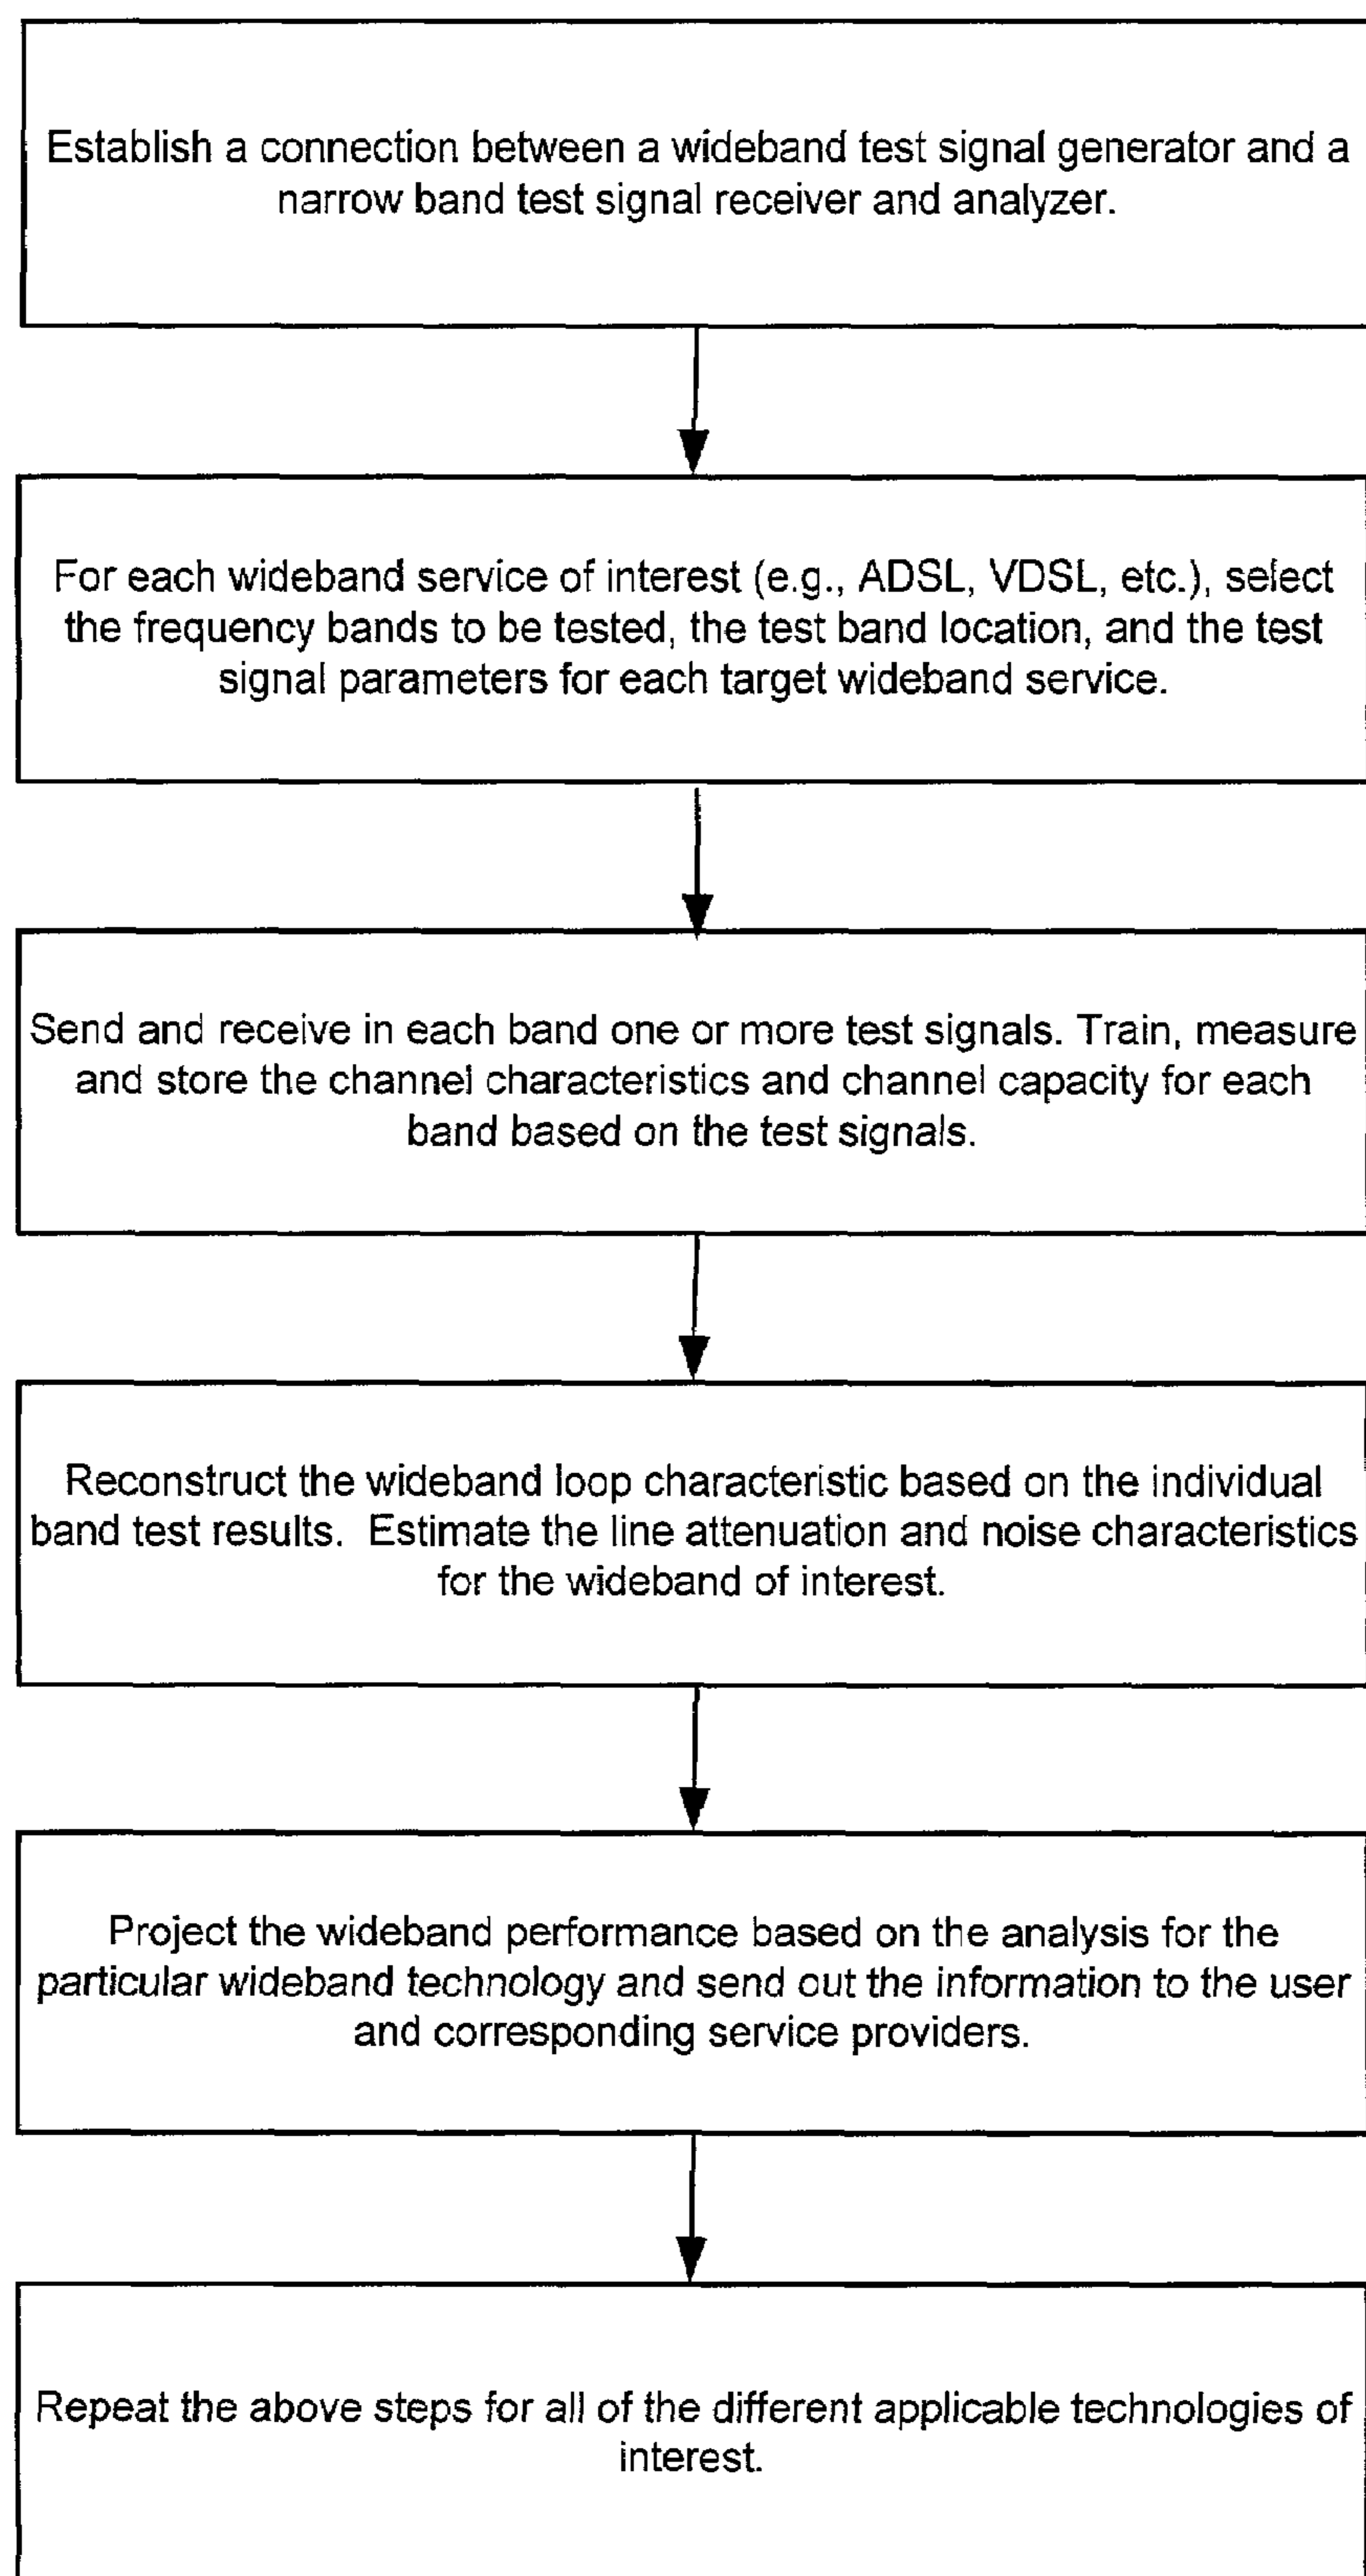 Establish a connection between a wideband test signal generator and a
narrow band test signal receiver and analyzer.
For each wideband service of interest (e.g., ADSL, VDSL, etc.), select
the frequency bands to be tested, the test band location, and the test
signal parameters for each target wideband service.
Send and receive in each band one or more test signals. Train, measure
and store the channel characteristics and channel capacity for each
band based on the test signals.
Reconstruct the wideband loop characteristic based on the individual
band test results. Estimate the line attenuation and noise characteristics
for the wideband of interest.
Project the wideband performance based on the analysis for the
particular wideband technology and send out the information to the user
and corresponding service providers.
Repeat the above steps for all of the different applicable technologies of
interest.